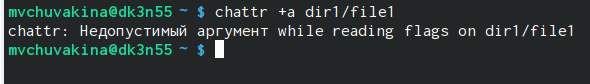 mvchuvakina@dk3n55 ~ $ chattr +a dir1/file1
chattr: Недопустимый аргумент while reading flags on dir1/file1
mvchuvakina@dk3n55 ~ $